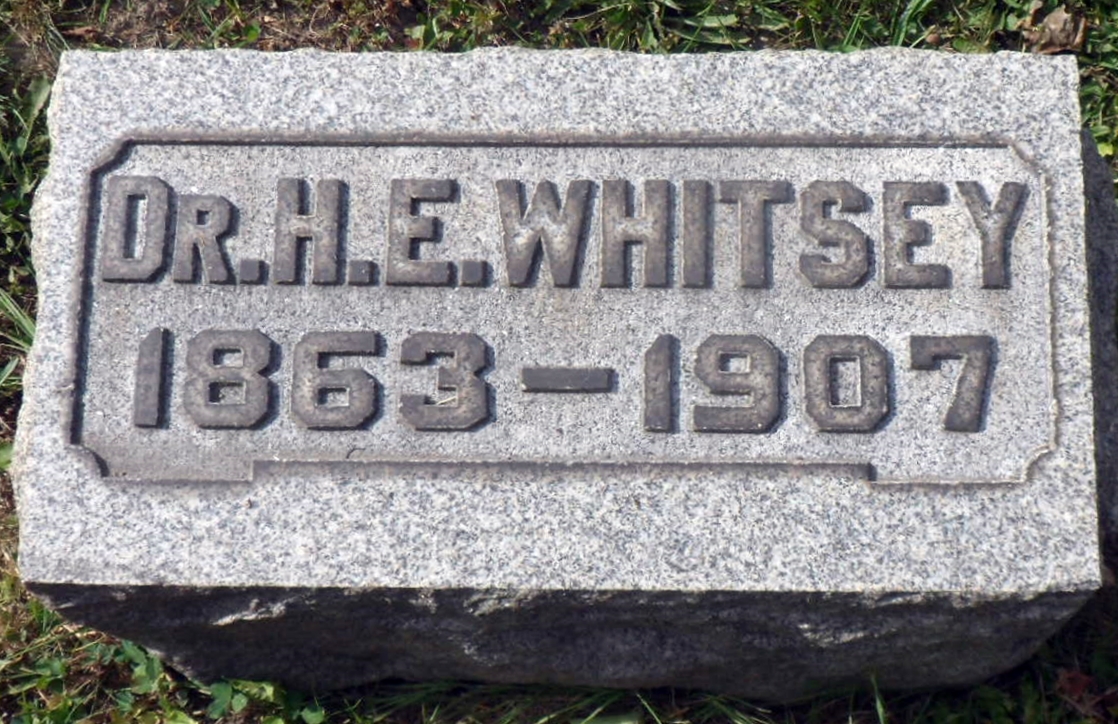 Dr. H. E. WHITSEY
1863 – 1907